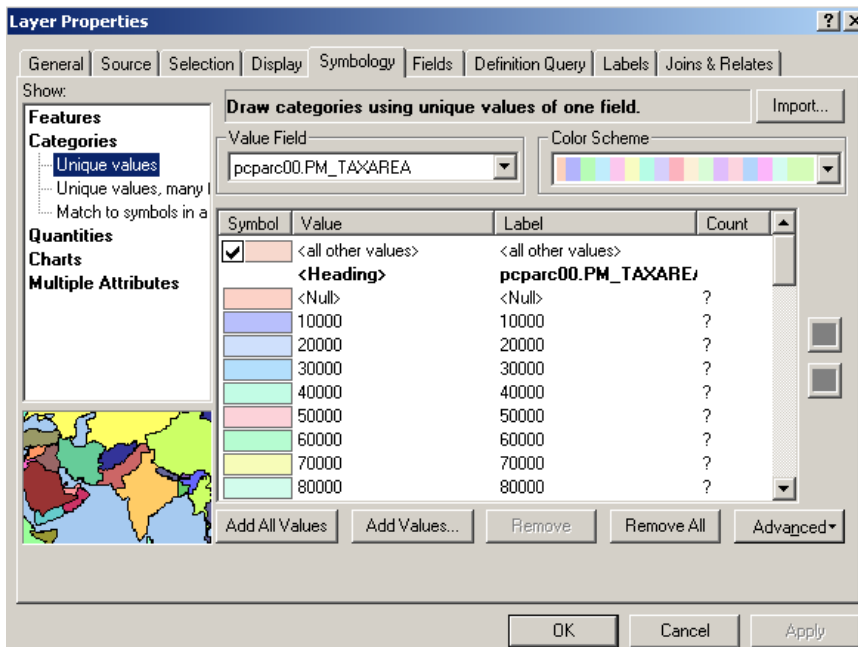 Layer Properties
General Source Selection Display Symbology Fields Definition Query Labels Joins & Relates
Show:
Features
Categories
Unique values
Unique values, many
Match to symbols in a
Quantities
Charts
Multiple Attributes
Draw categories using unique values of one field.
Import...
Value Field
pcparc00.PM_TAXAREA
Color Scheme
Symbol Value Label Count
<all other values> <all other values>
<Heading> pcparc00.PM_TAXAREA
<Null> <Null> ?
10000 10000 ?
20000 20000 ?
30000 30000 ?
40000 40000 ?
50000 50000 ?
60000 60000 ?
70000 70000 ?
80000 80000 ?
Add All Values Add Values... Remove Remove All Advanced
OK Cancel Apply